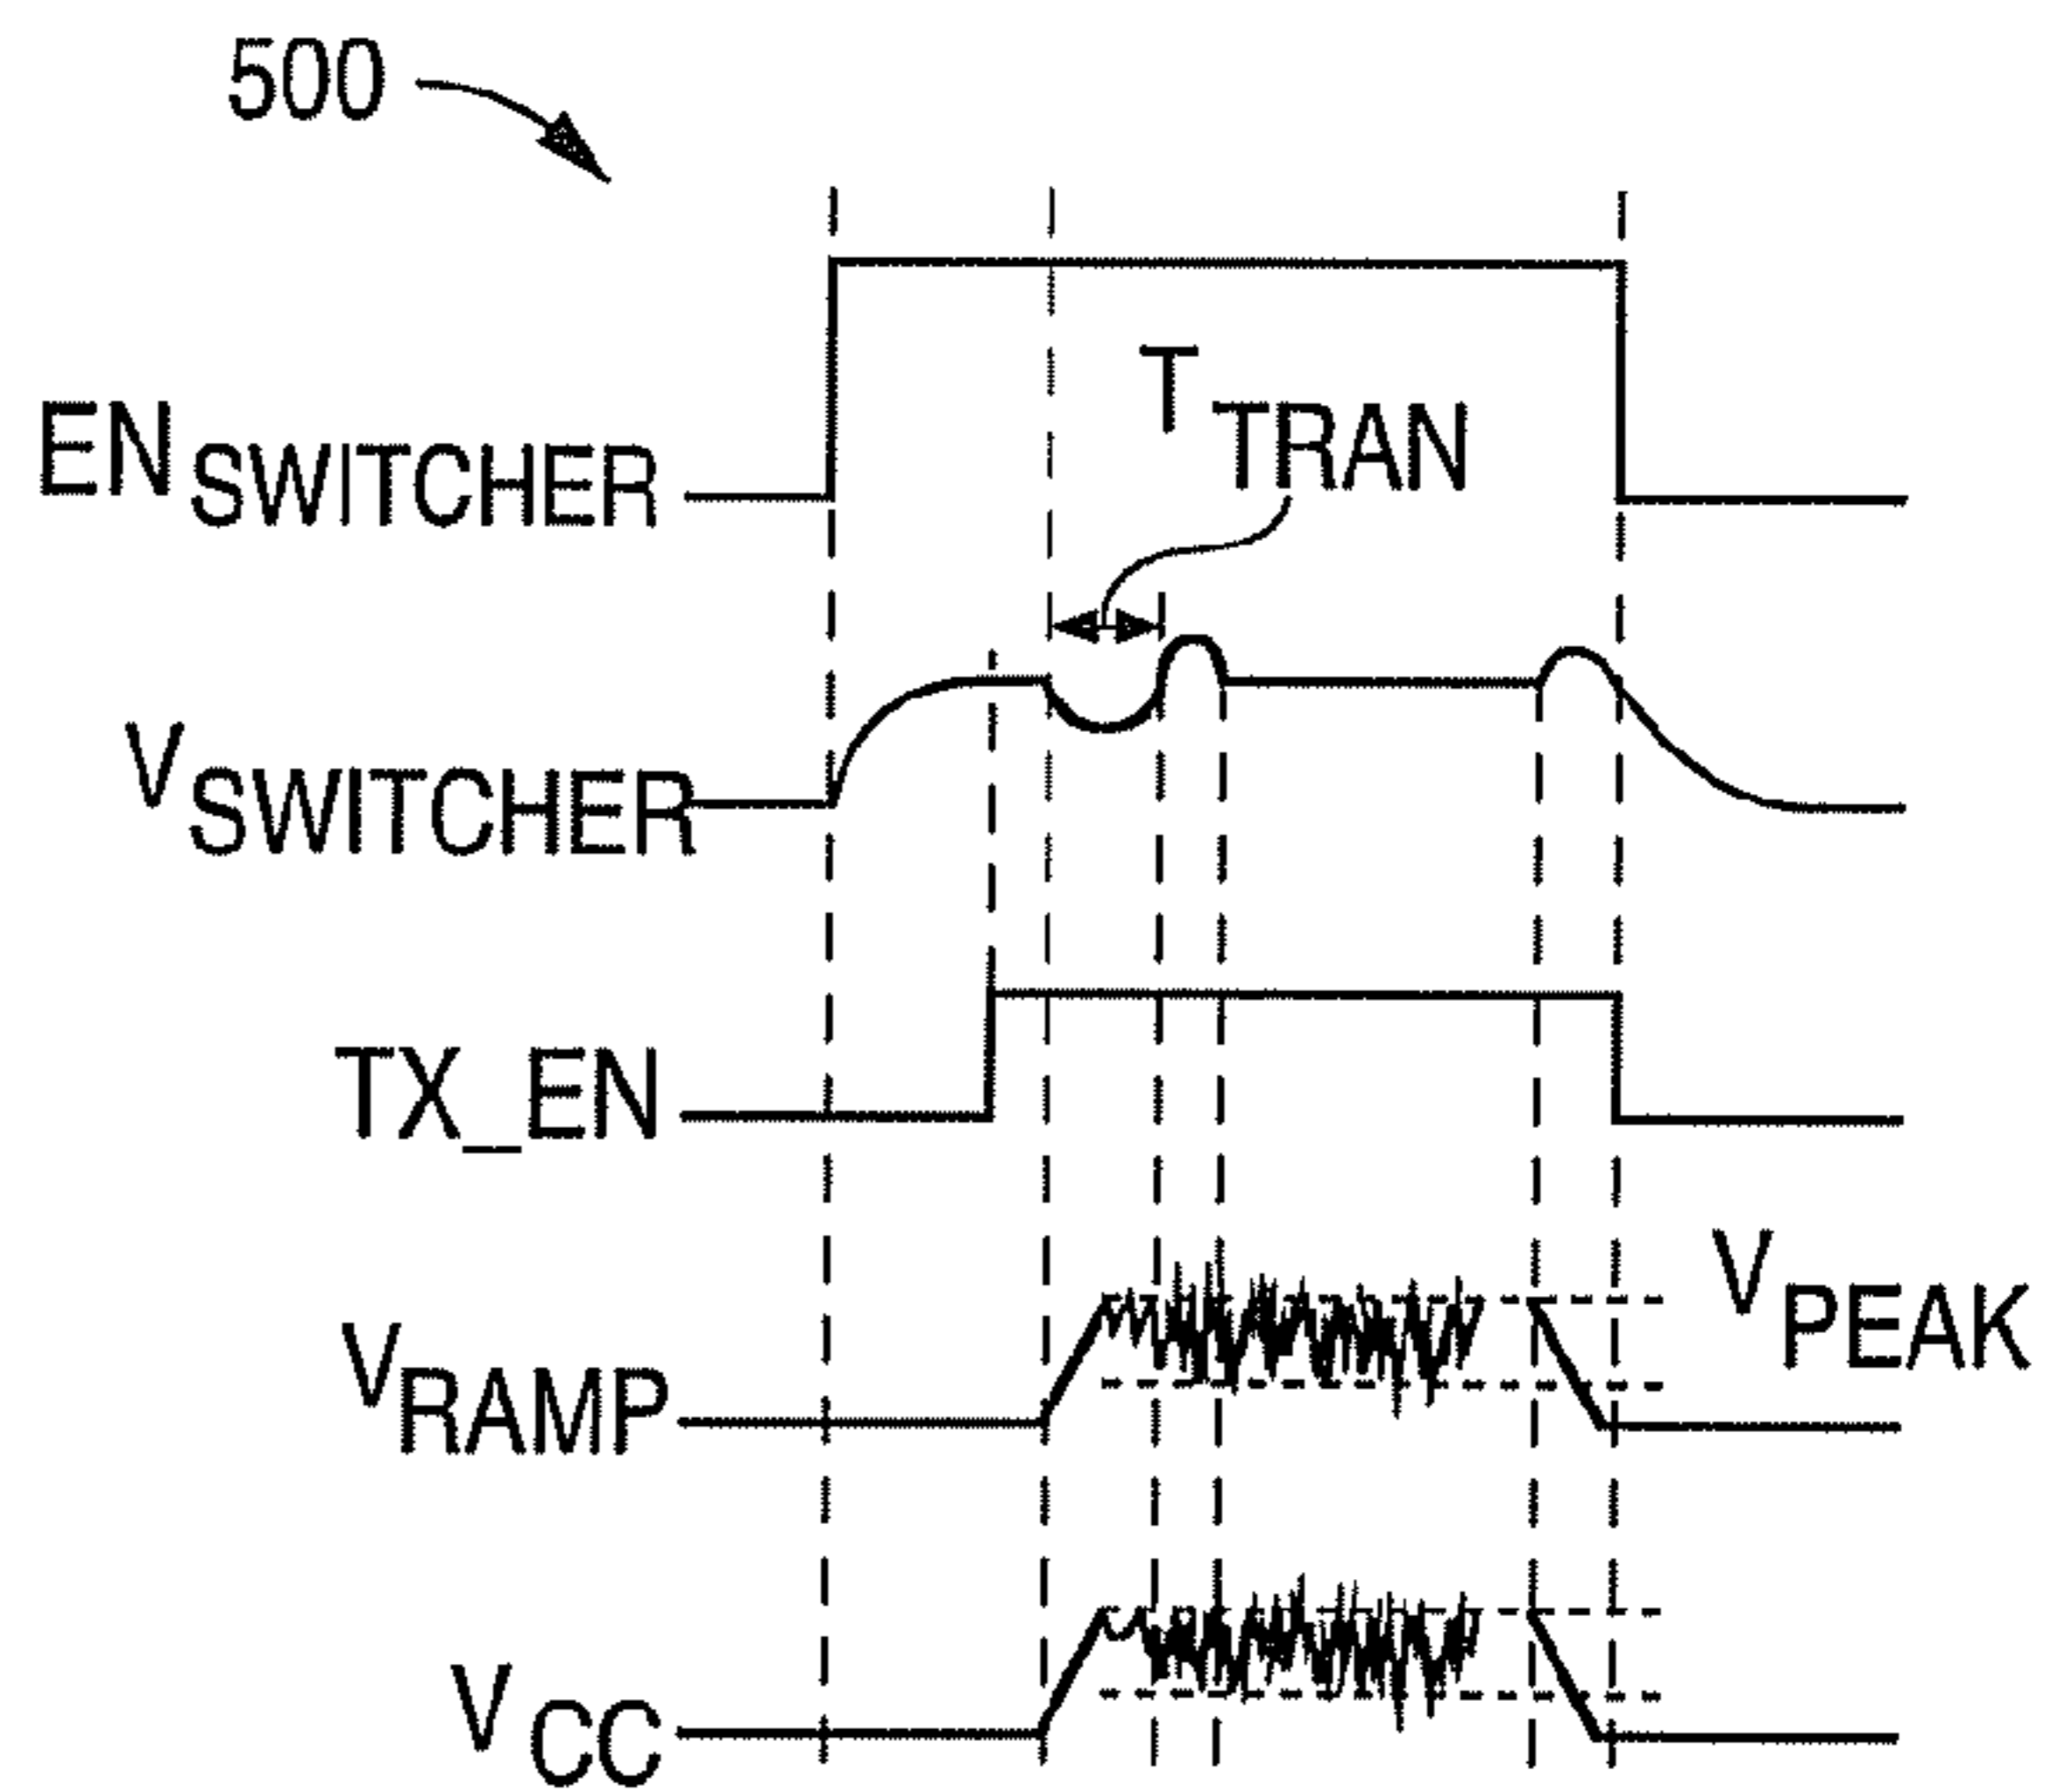 500
T TRAN
EN SWITCHER
V SWITCHER
TX_EN
V PEAK
V RAMP
V CC